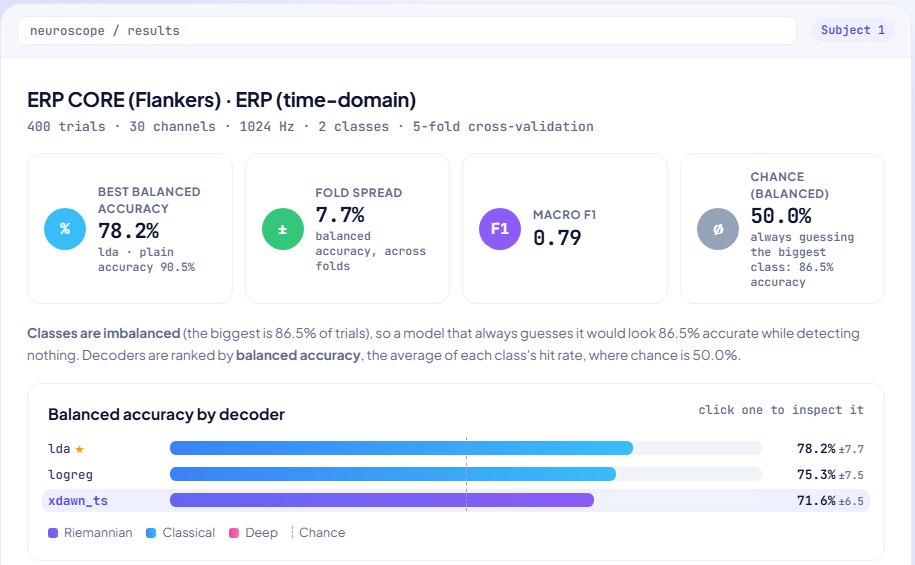 neuroscope / results
Subject 1
ERP CORE (Flankers) · ERP (time-domain)
400 trials · 30 channels · 1024 Hz · 2 classes · 5-fold cross-validation
%
BEST BALANCED
ACCURACY
78.2%
lda · plain
accuracy 90.5%
±
FOLD SPREAD
7.7%
balanced
accuracy, across
folds
F1
MACRO F1
0.79
ø
CHANCE
(BALANCED)
50.0%
always guessing
the biggest
class: 86.5%
accuracy
Classes are imbalanced (the biggest is 86.5% of trials), so a model that always guesses it would look 86.5% accurate while detecting
nothing. Decoders are ranked by balanced accuracy, the average of each class's hit rate, where chance is 50.0%.
Balanced accuracy by decoder
click one to inspect it
lda ★ 78.2% ±7.7
logreg 75.3% ±7.5
xdawn_ts 71.6% ±6.5
Riemannian Classical Deep Chance